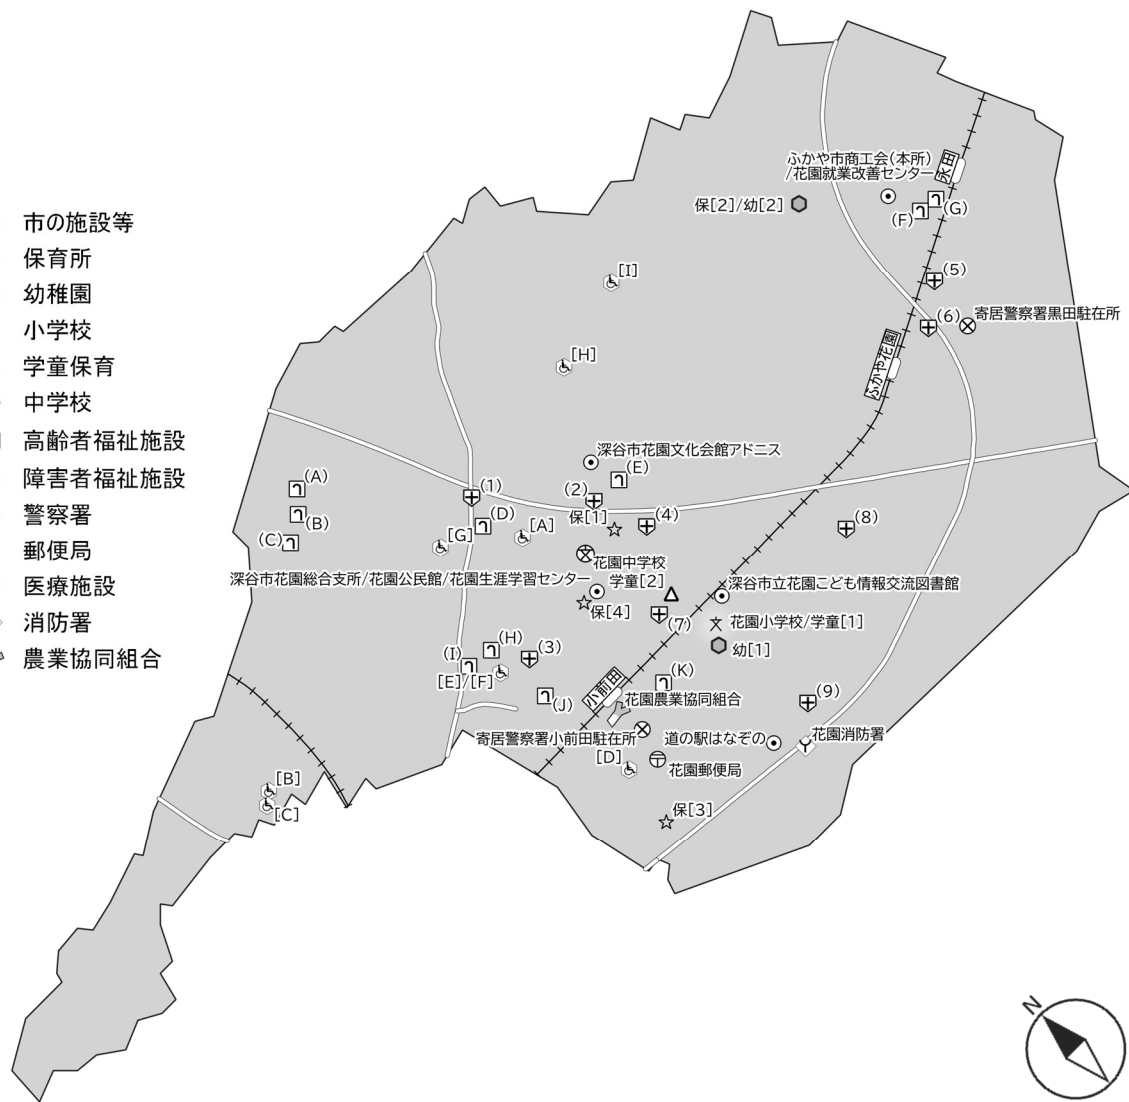 市の施設等
保育所
幼稚園
小学校
学童保育
中学校
高齢者福祉施設
障害者福祉施設
警察署
郵便局
医療施設
消防署
農業協同組合
ふかや市商工会(本所)
/花園就業改善センター
永田
保[2]/幼[2]
(F)
(G)
[I]
(5)
(6)
寄居警察署黒田駐在所
[H]
ふかや花園
深谷市花園文化会館アドニス
(E)
(A)
(1)
(2)
(B)
(D)
保[1]
(4)
(8)
(C)
[G]
[A]
花園中学校
深谷市花園総合支所/花園公民館/花園生涯学習センター
学童[2]
深谷市立花園こども情報交流図書館
保[4]
(7)
花園小学校/学童[1]
幼[1]
(H)
(I)
(3)
[E]/[F]
(J)
小前田
(K)
花園農業協同組合
(9)
寄居警察署小前田駐在所
道の駅はなぞの
花園消防署
[D]
花園郵便局
[B]
[C]
保[3]
N